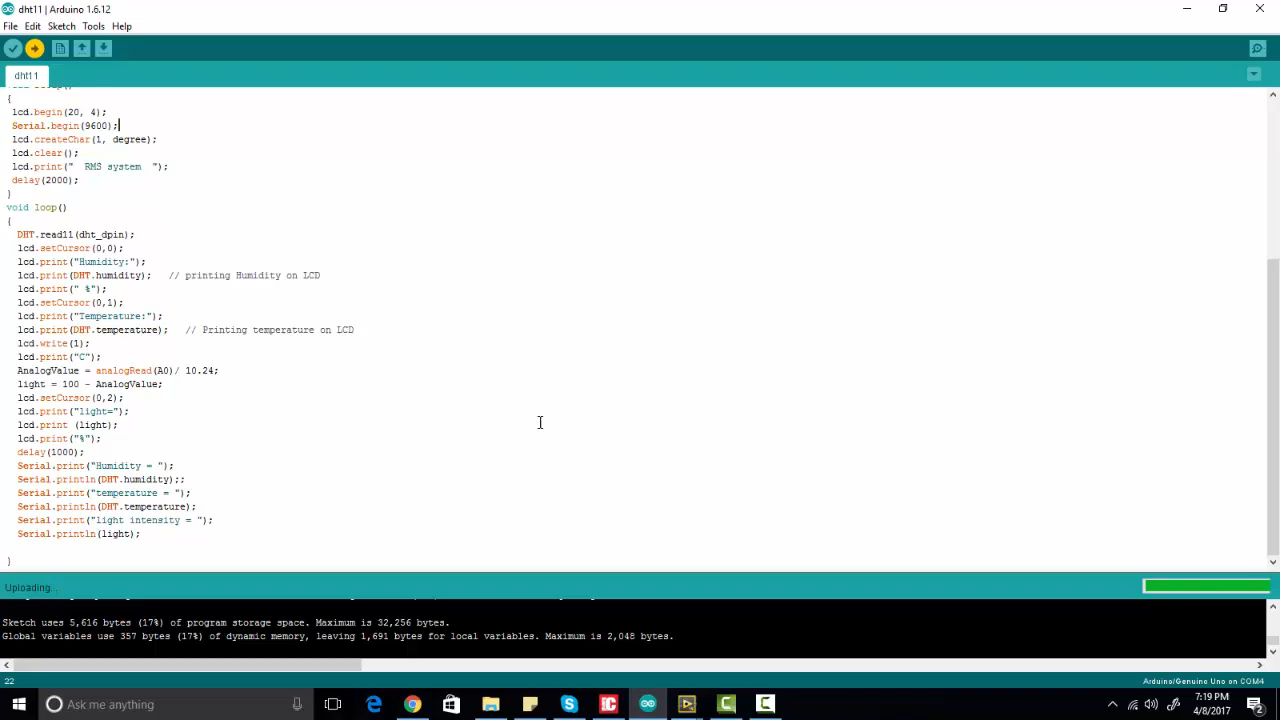 dht11 | Arduino 1.6.12
File Edit Sketch Tools Help
dht11
{
lcd.begin(20, 4);
Serial.begin(9600);
lcd.createChar(1, degree);
lcd.clear();
lcd.print("  RMS system  ");
delay(2000);
}
void loop()
{
DHT.read11(dht_dpin);
lcd.setCursor(0,0);
lcd.print("Humidity:");
lcd.print(DHT.humidity);   // printing Humidity on LCD
lcd.print(" %");
lcd.setCursor(0,1);
lcd.print("Temperature:");
lcd.print(DHT.temperature);   // Printing temperature on LCD
lcd.write(1);
lcd.print("C");
AnalogValue = analogRead(A0)/ 10.24;
light = 100 - AnalogValue;
lcd.setCursor(0,2);
lcd.print("light=");
lcd.print (light);
lcd.print("%");
delay(1000);
Serial.print("Humidity = ");
Serial.println(DHT.humidity);;
Serial.print("temperature = ");
Serial.println(DHT.temperature);
Serial.print("light intensity = ");
Serial.println(light);
}
Uploading...
Sketch uses 5,616 bytes (17%) of program storage space. Maximum is 32,256 bytes.
Global variables use 357 bytes (17%) of dynamic memory, leaving 1,691 bytes for local variables. Maximum is 2,048 bytes.
22
Arduino/Genuino Uno on COM4
Ask me anything
7:19 PM
4/8/2017
2